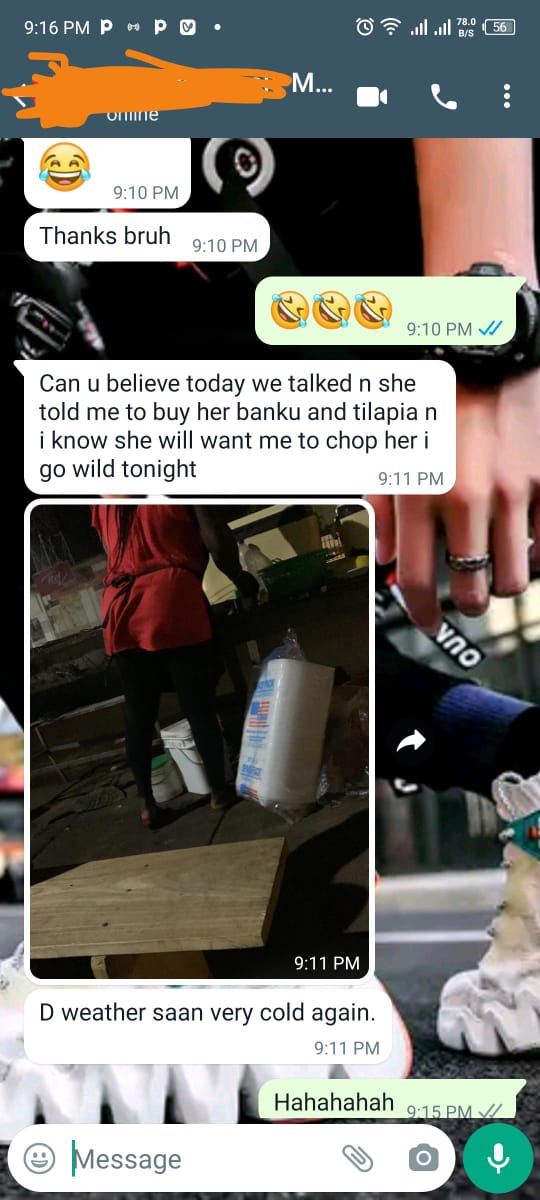 9:16 PM
78.0
B/S
56
M...
online
😂
9:10 PM
Thanks bruh 9:10 PM
🤣🤣🤣 9:10 PM
Can u believe today we talked n she
told me to buy her banku and tilapia n
i know she will want me to chop her i
go wild tonight 9:11 PM
9:11 PM
D weather saan very cold again.
9:11 PM
Hahahahah 9:15 PM
Message